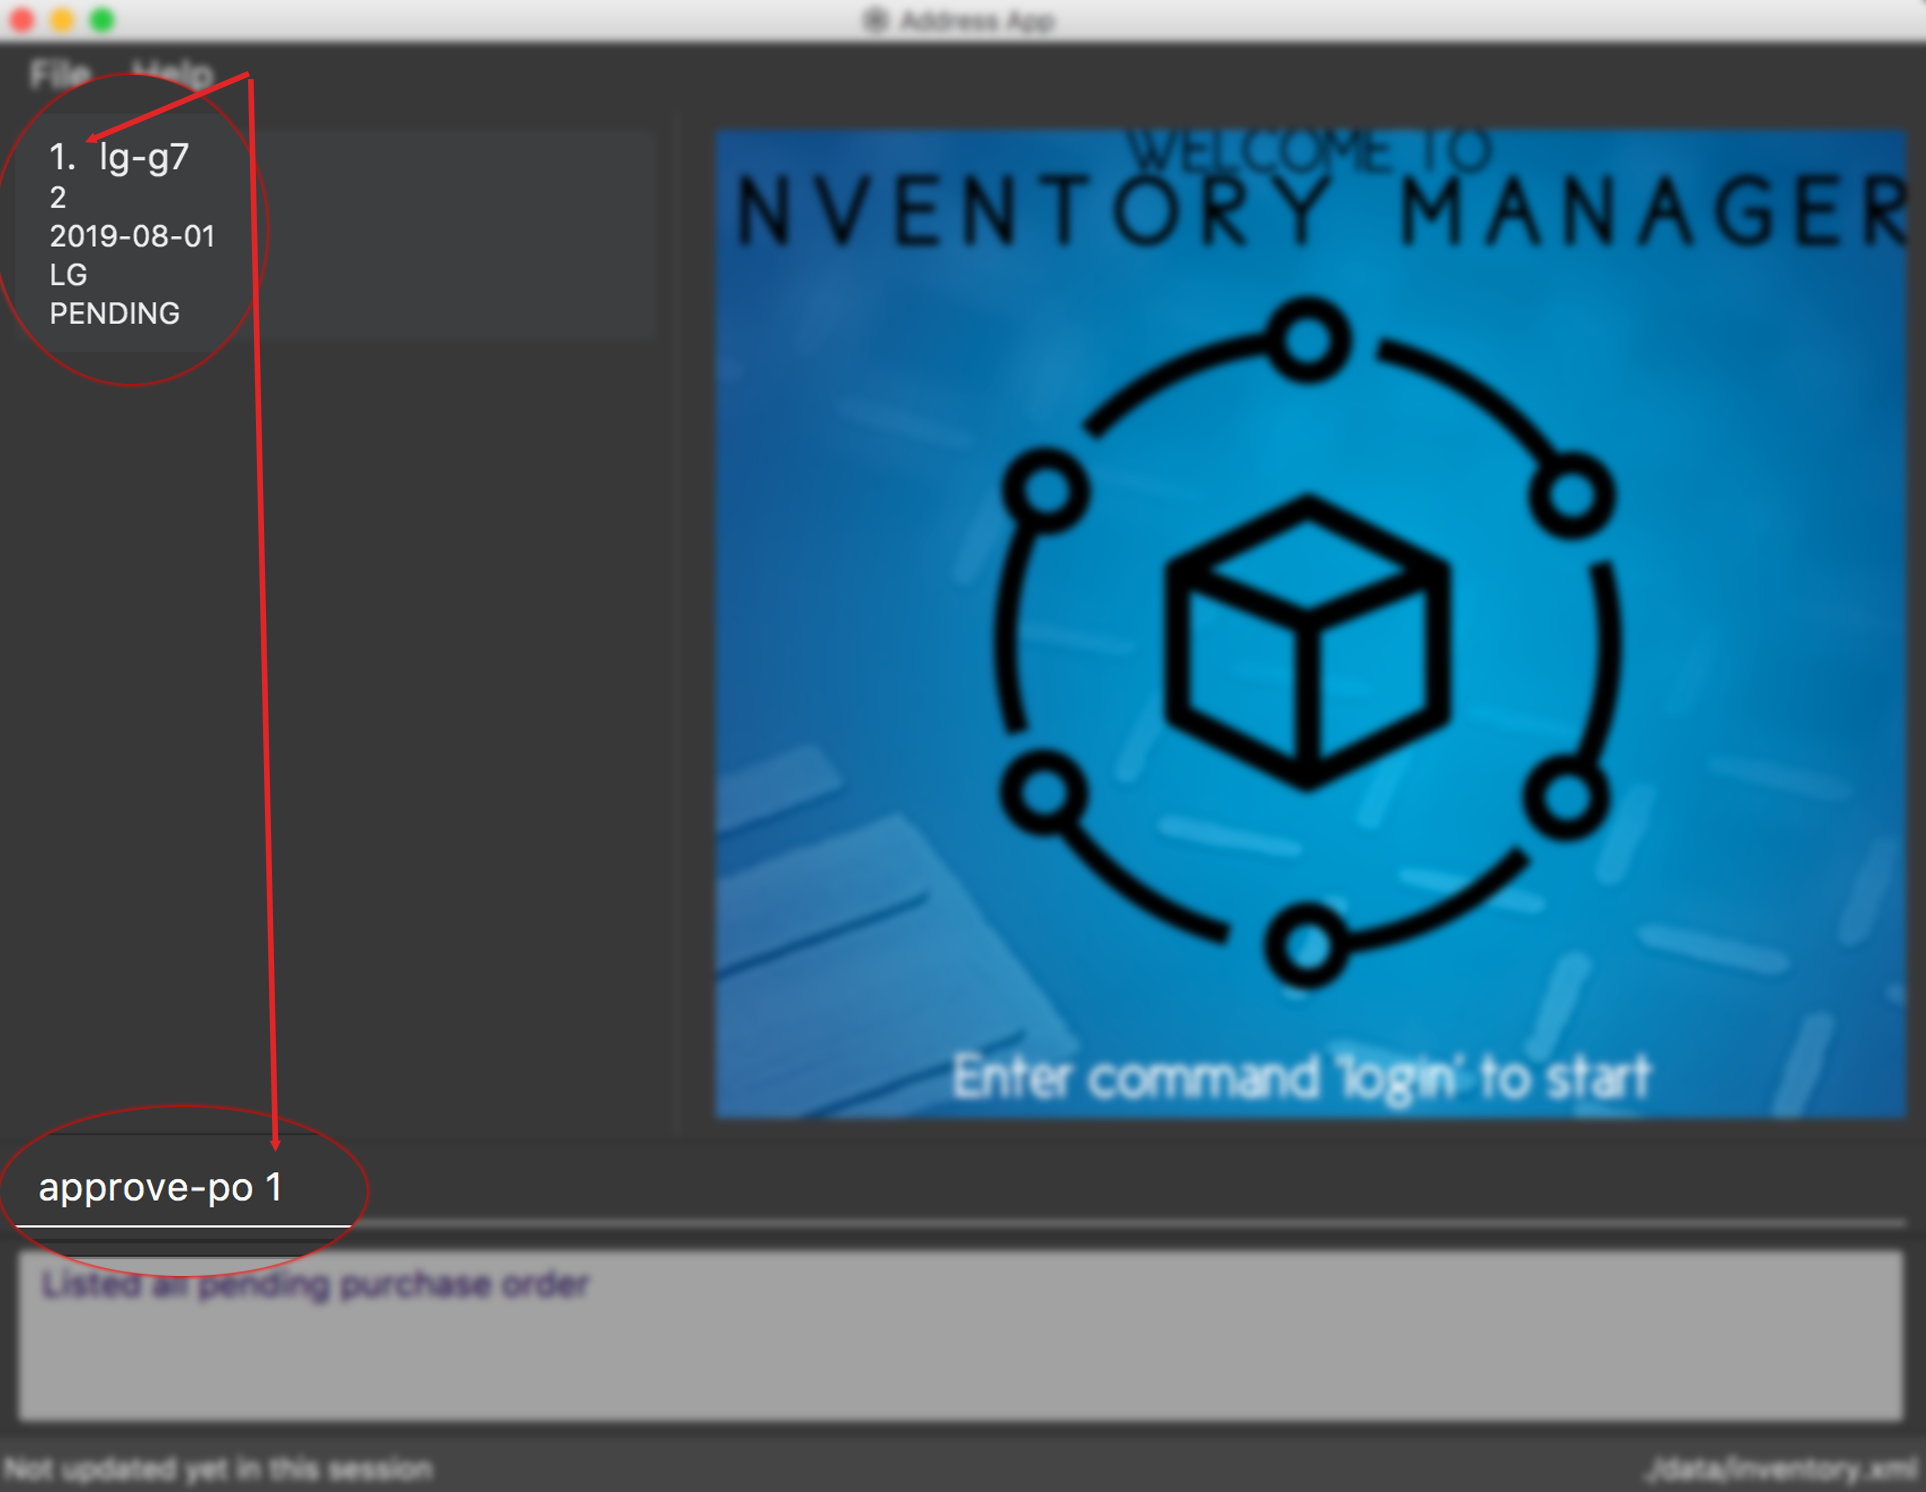 Address App
File Help
1. lg-g7
2
2019-08-01
LG
PENDING
WELCOME TO
NVENTORY MANAGER
Enter command 'login' to start
approve-po 1
Listed all pending purchase order
Not updated yet in this session
./data/inventory.xml